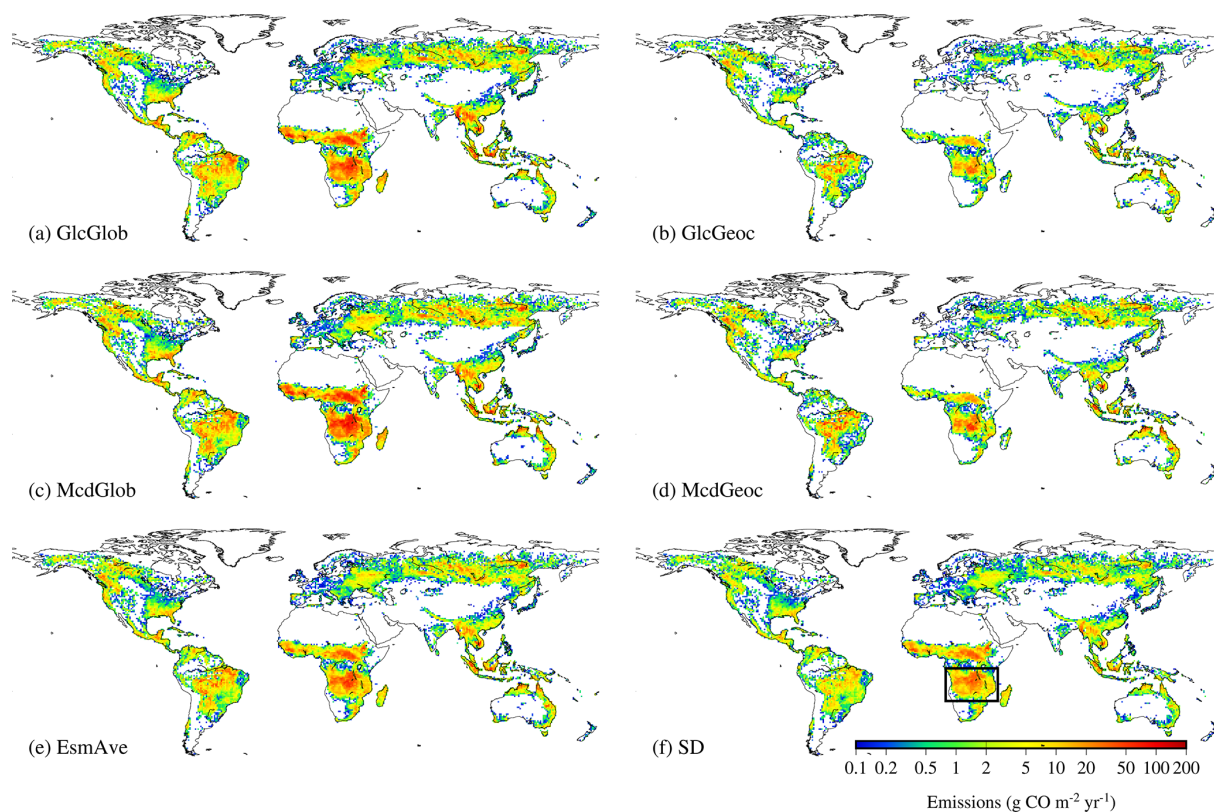 (a) GlcGlob
(b) GlcGeoc
(c) McdGlob
(d) McdGeoc
(e) EsmAve
(f) SD
0.1 0.2 0.5 1 2 5 10 20 50 100 200
Emissions (g CO m⁻² yr⁻¹)